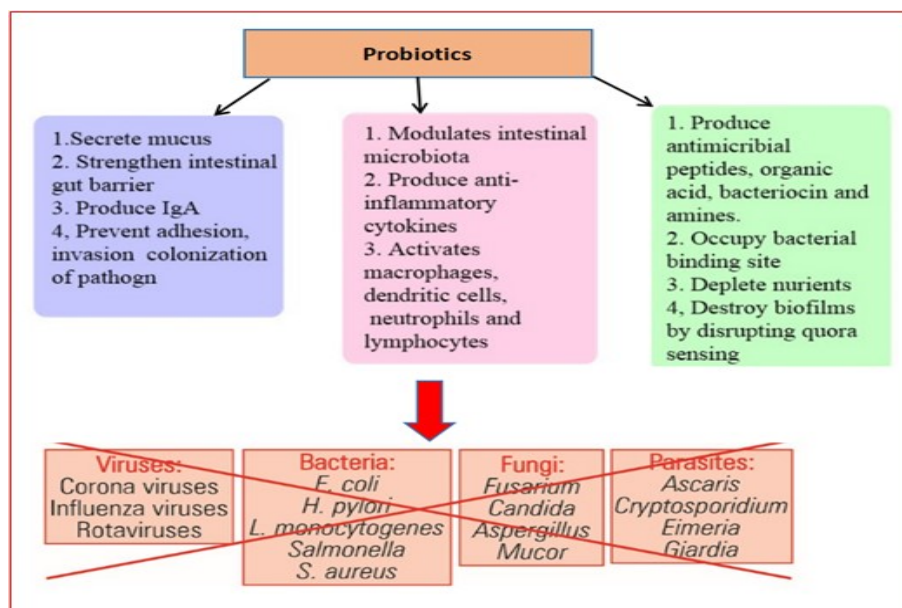 Probiotics
1.Secrete mucus
2. Strengthen intestinal
gut barrier
3. Produce IgA
4, Prevent adhesion,
invasion colonization
of pathogn
1. Modulates intestinal
microbiota
2. Produce anti-
inflammatory
cytokines
3. Activates
macrophages,
dendritic cells,
neutrophils and
lymphocytes
1. Produce
antimicribial
peptides, organic
acid, bacteriocin and
amines.
2. Occupy bacterial
binding site
3. Deplete nurients
4, Destroy biofilms
by disrupting quora
sensing
Viruses:
Corona viruses
Influenza viruses
Rotaviruses
Bacteria:
E. coli
H. pylori
L. monocytogenes
Salmonella
S. aureus
Fungi:
Fusarium
Candida
Aspergillus
Mucor
Parasites:
Ascaris
Cryptosporidium
Eimeria
Giardia